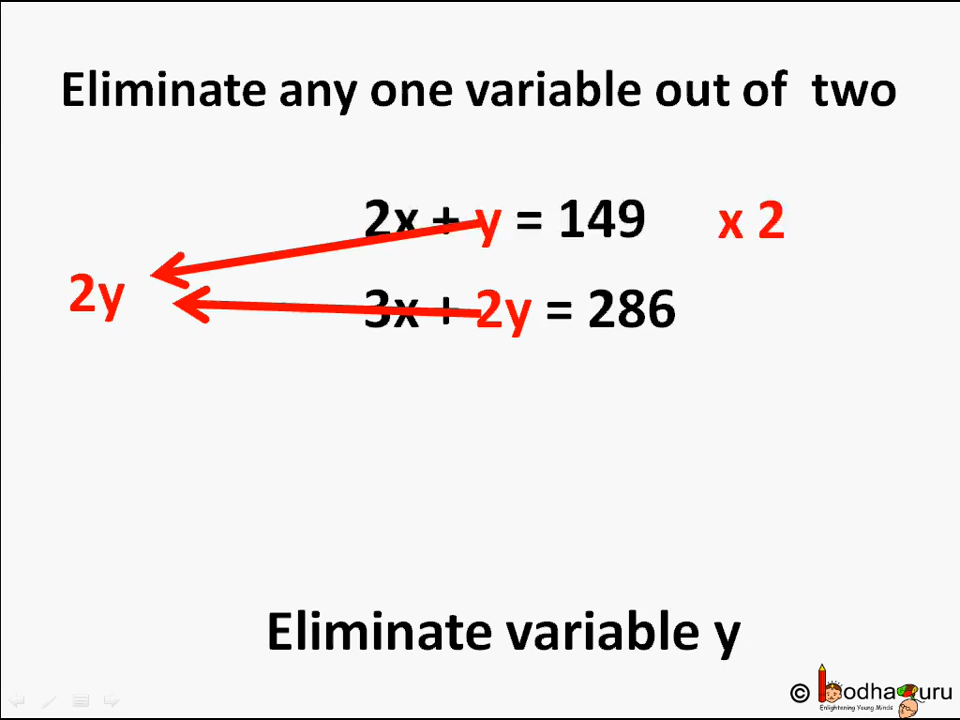 Eliminate any one variable out of two
2x + y = 149 x 2
2y
3x + 2y = 286
Eliminate variable y
© BodhaGuru
Enlightening Young Minds